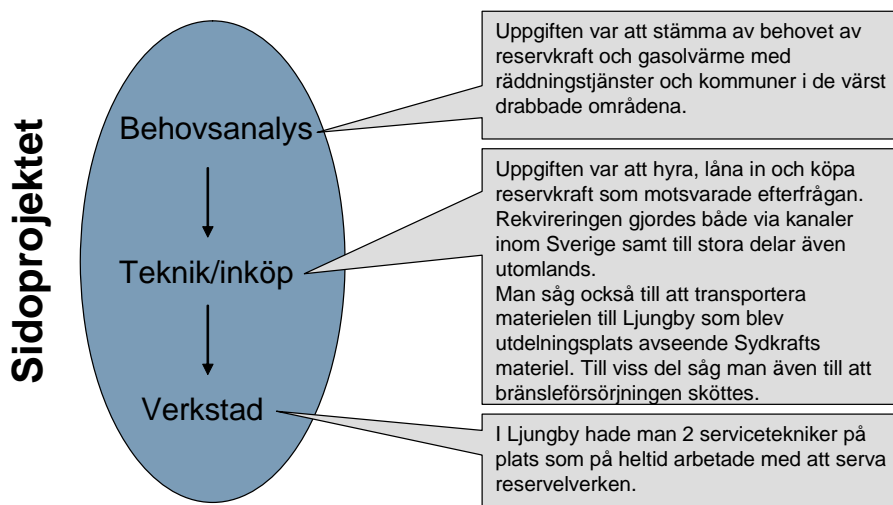 Sidoprojektet
Behovsanalys
Uppgiften var att stämma av behovet av
reservkraft och gasolvärme med
räddningstjänster och kommuner i de värst
drabbade områdena.
Teknik/inköp
Uppgiften var att hyra, låna in och köpa
reservkraft som motsvarade efterfrågan.
Rekvireringen gjordes både via kanaler
inom Sverige samt till stora delar även
utomlands.
Man såg också till att transportera
materielen till Ljungby som blev
utdelningsplats avseende Sydkrafts
materiel. Till viss del såg man även till att
bränsleförsörjningen sköttes.
Verkstad
I Ljungby hade man 2 servicetekniker på
plats som på heltid arbetade med att serva
reservelverken.